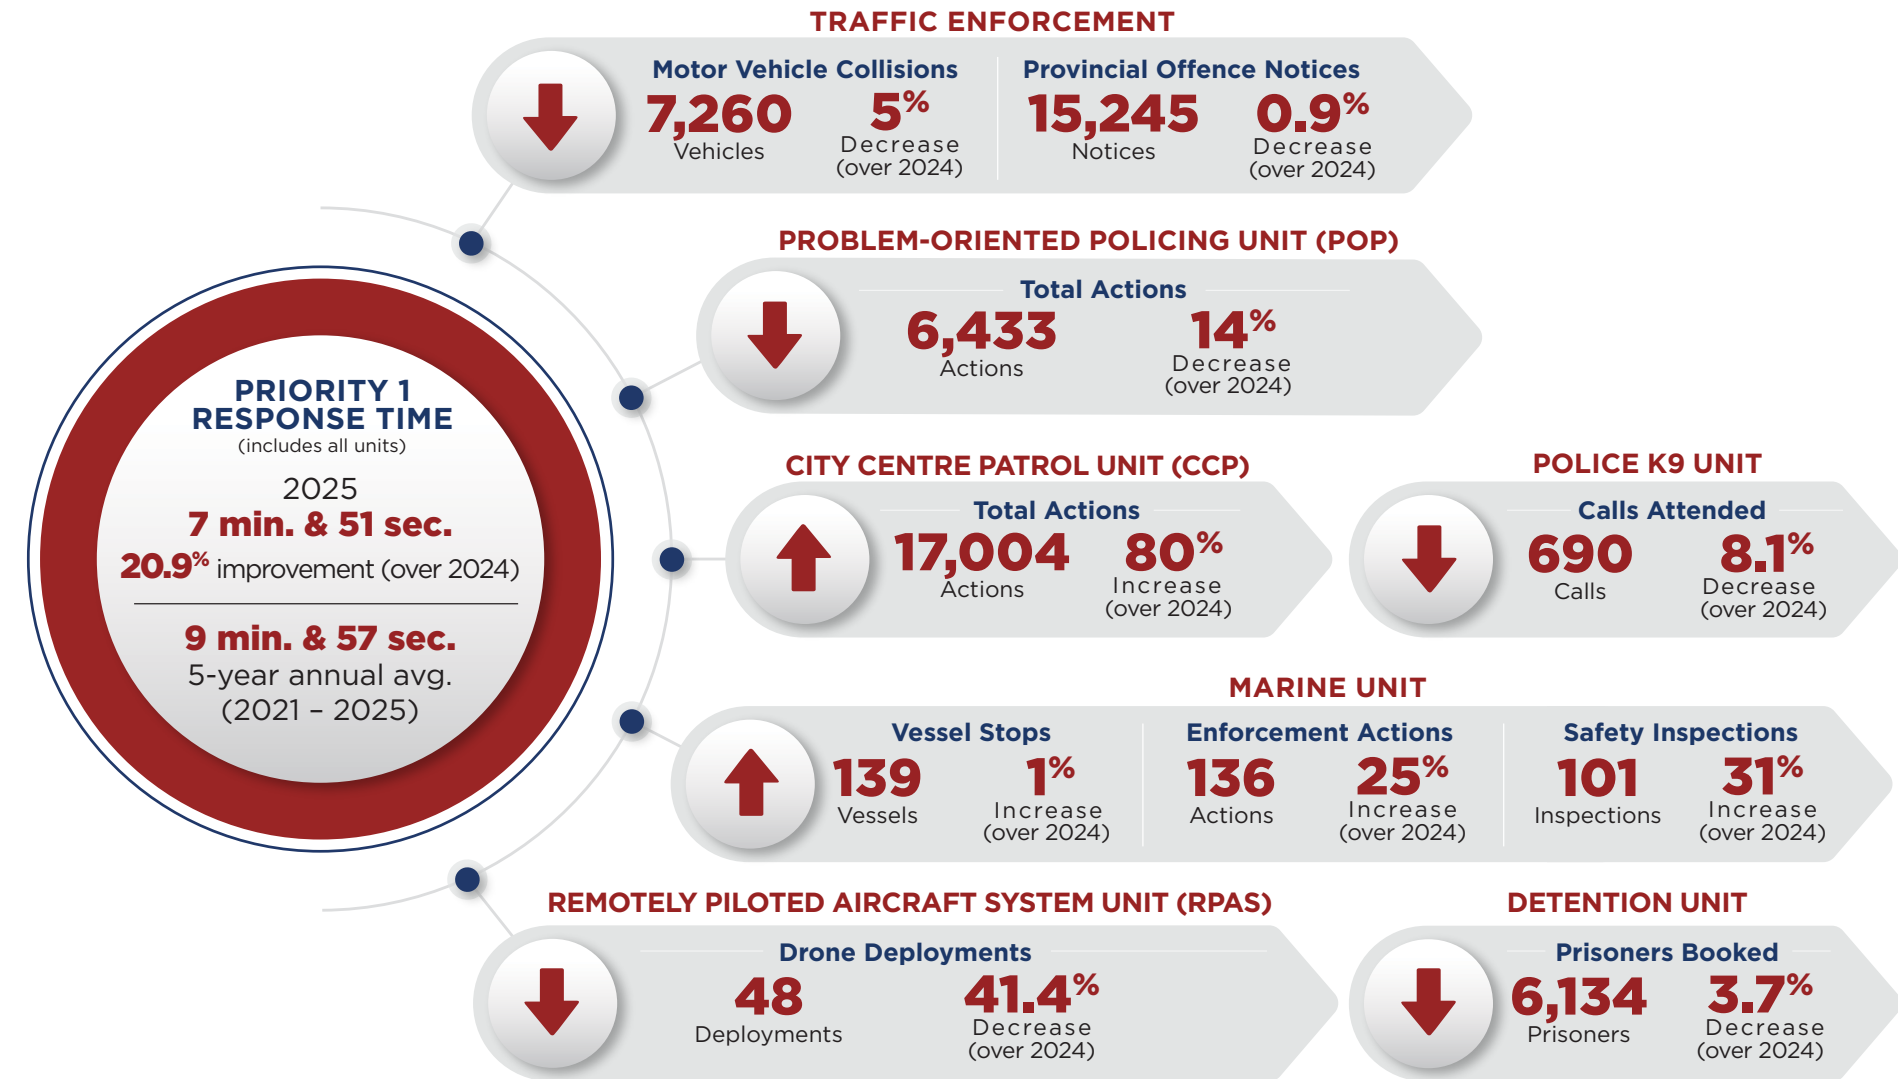 TRAFFIC ENFORCEMENT
Motor Vehicle Collisions
7,260
Vehicles
5%
Decrease
(over 2024)
Provincial Offence Notices
15,245
Notices
0.9%
Decrease
(over 2024)
PROBLEM-ORIENTED POLICING UNIT (POP)
Total Actions
6,433
Actions
14%
Decrease
(over 2024)
PRIORITY 1
RESPONSE TIME
(includes all units)
2025
7 min. & 51 sec.
20.9% improvement (over 2024)
9 min. & 57 sec.
5-year annual avg.
(2021 – 2025)
CITY CENTRE PATROL UNIT (CCP)
Total Actions
17,004
Actions
80%
Increase
(over 2024)
POLICE K9 UNIT
Calls Attended
690
Calls
8.1%
Decrease
(over 2024)
MARINE UNIT
Vessel Stops
139
Vessels
1%
Increase
(over 2024)
Enforcement Actions
136
Actions
25%
Increase
(over 2024)
Safety Inspections
101
Inspections
31%
Increase
(over 2024)
REMOTELY PILOTED AIRCRAFT SYSTEM UNIT (RPAS)
Drone Deployments
48
Deployments
41.4%
Decrease
(over 2024)
DETENTION UNIT
Prisoners Booked
6,134
Prisoners
3.7%
Decrease
(over 2024)